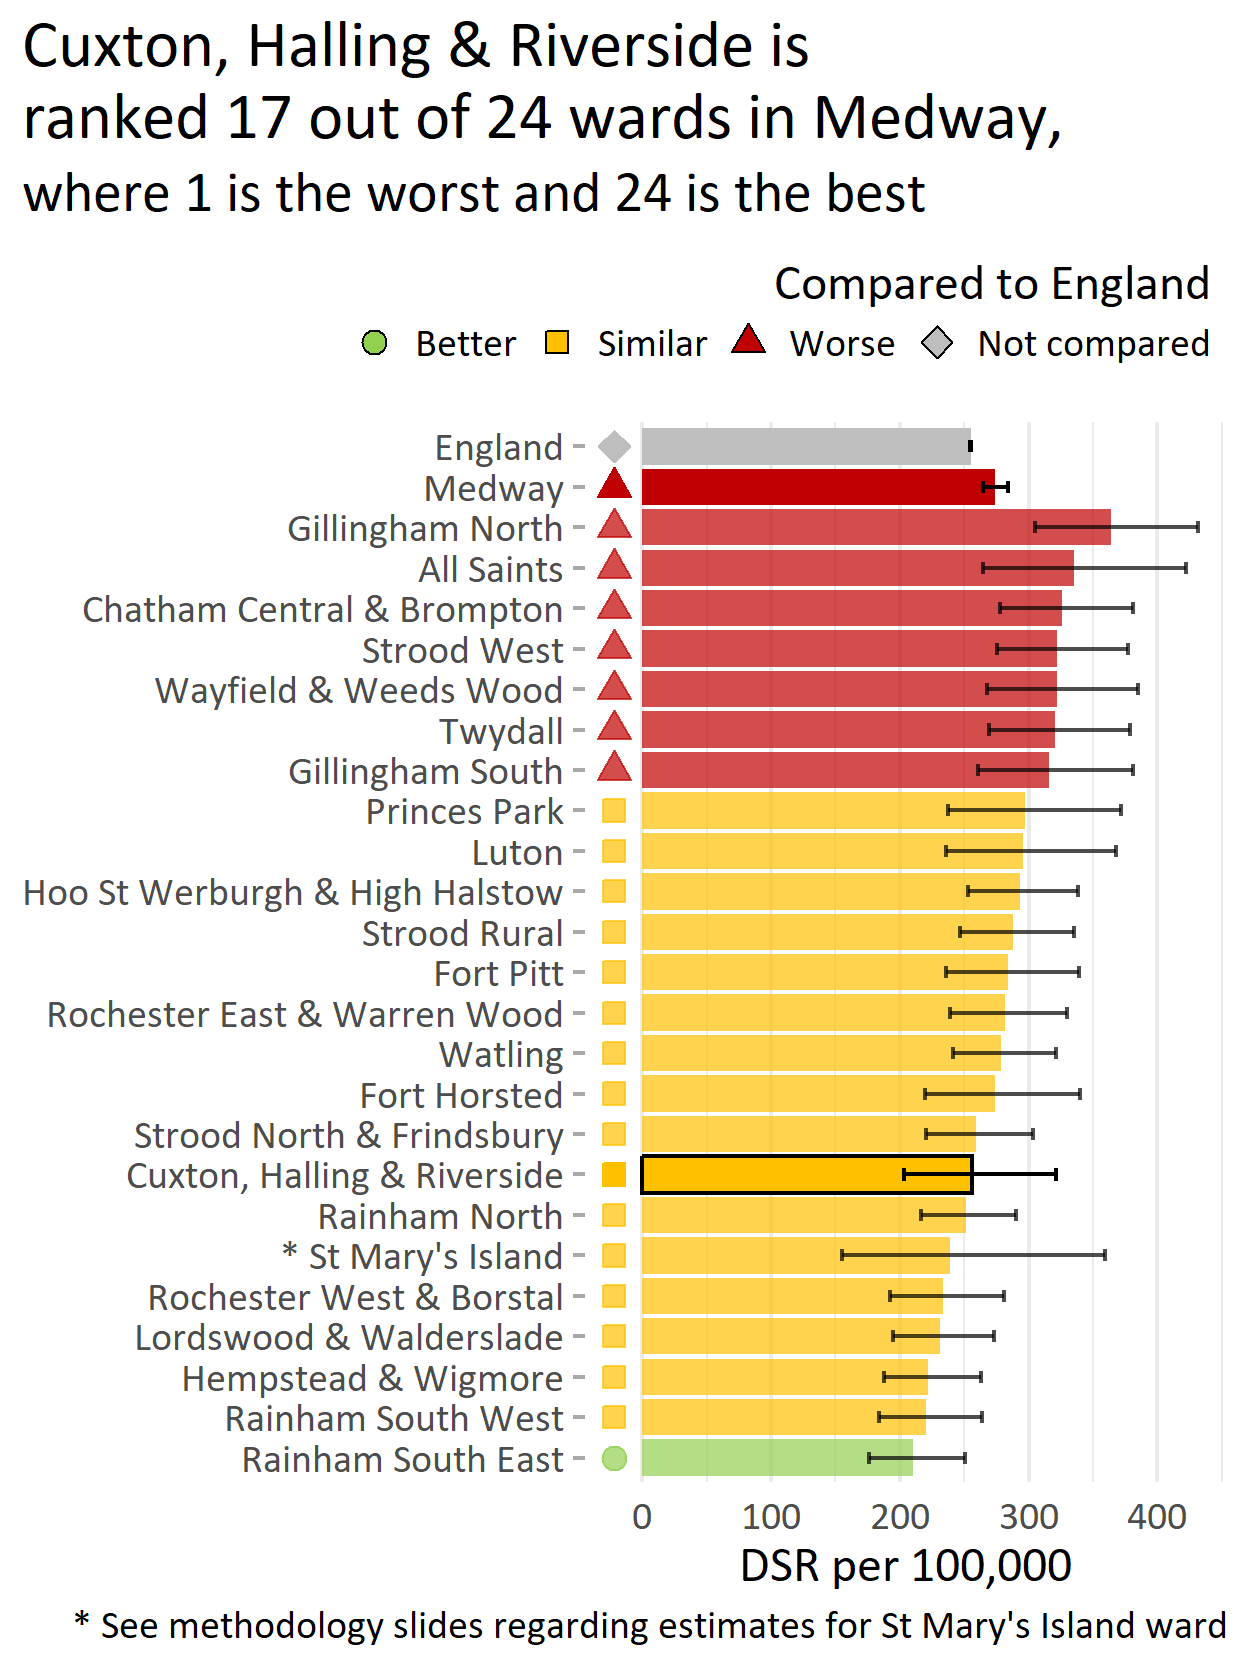 Cuxton, Halling & Riverside is
ranked 17 out of 24 wards in Medway,
where 1 is the worst and 24 is the best
Compared to England
Better Similar Worse Not compared
England
Medway
Gillingham North
All Saints
Chatham Central & Brompton
Strood West
Wayfield & Weeds Wood
Twydall
Gillingham South
Princes Park
Luton
Hoo St Werburgh & High Halstow
Strood Rural
Fort Pitt
Rochester East & Warren Wood
Watling
Fort Horsted
Strood North & Frindsbury
Cuxton, Halling & Riverside
Rainham North
* St Mary's Island
Rochester West & Borstal
Lordswood & Walderslade
Hempstead & Wigmore
Rainham South West
Rainham South East
0 100 200 300 400
DSR per 100,000
* See methodology slides regarding estimates for St Mary's Island ward